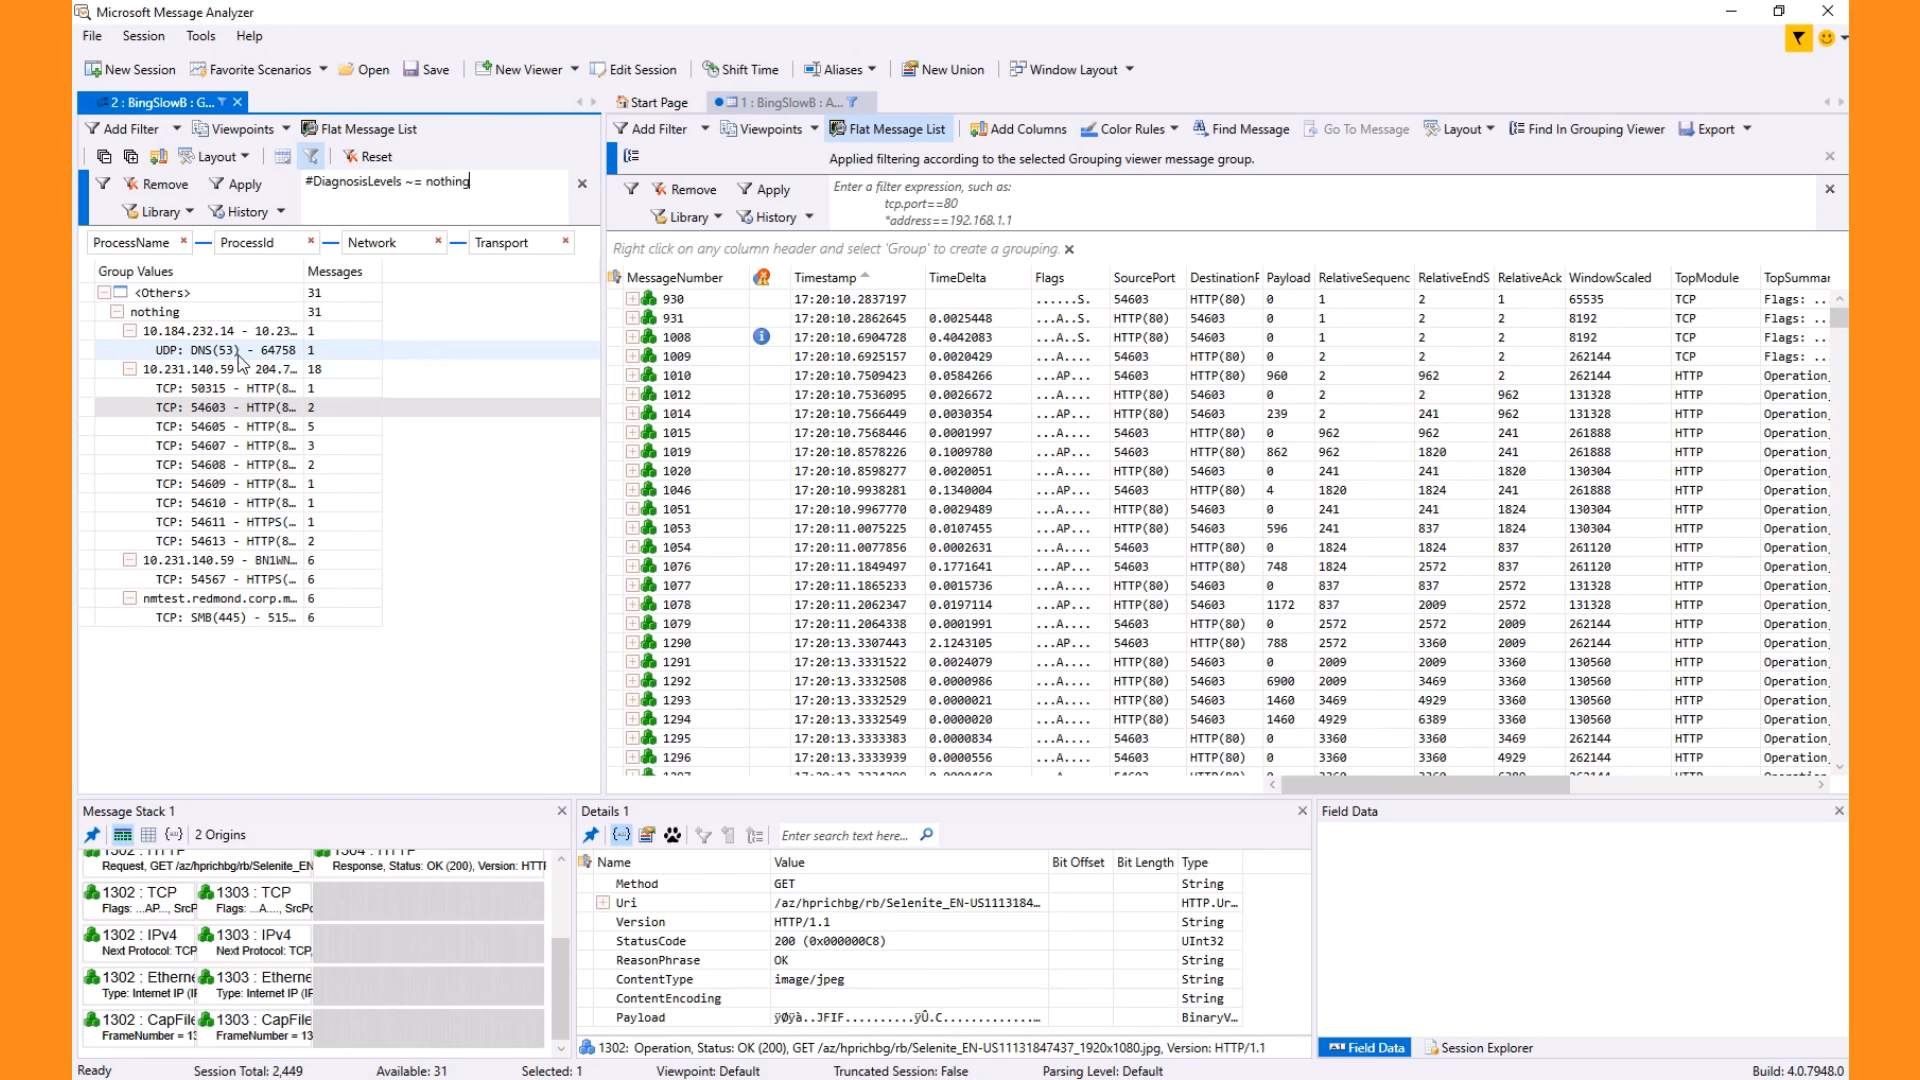 Microsoft Message Analyzer
File Session Tools Help
New Session Favorite Scenarios Open Save New Viewer Edit Session Shift Time Aliases New Union Window Layout
2 : BingSlowB : G...
Start Page 1 : BingSlowB : A...
Add Filter Viewpoints Flat Message List
Layout Reset
Remove Apply #DiagnosisLevels ~= nothing
Library History
ProcessName ProcessId Network Transport
Group Values Messages
<Others> 31
nothing 31
10.184.232.14 - 10.23... 1
UDP: DNS(53) - 64758 1
10.231.140.59 204.7... 18
TCP: 50315 - HTTP(8... 1
TCP: 54603 - HTTP(8... 2
TCP: 54605 - HTTP(8... 5
TCP: 54607 - HTTP(8... 3
TCP: 54608 - HTTP(8... 2
TCP: 54609 - HTTP(8... 1
TCP: 54610 - HTTP(8... 1
TCP: 54611 - HTTPS(... 1
TCP: 54613 - HTTP(8... 2
10.231.140.59 - BN1WN... 6
TCP: 54567 - HTTPS(... 6
nmtest.redmond.corp.m... 6
TCP: SMB(445) - 515... 6
Add Filter Viewpoints Flat Message List Add Columns Color Rules Find Message Go To Message Layout Find In Grouping Viewer Export
Applied filtering according to the selected Grouping viewer message group.
Remove Apply Enter a filter expression, such as:
tcp.port==80
Library History *address==192.168.1.1
Right click on any column header and select 'Group' to create a grouping.
MessageNumber Timestamp TimeDelta Flags SourcePort DestinationF Payload RelativeSequenc RelativeEndS RelativeAck WindowScaled TopModule TopSummar
930 17:20:10.2837197 ......S. 54603 HTTP(80) 0 1 2 1 65535 TCP Flags: ..
931 17:20:10.2862645 0.0025448 ...A..S. HTTP(80) 54603 0 1 2 2 8192 TCP Flags: ..
1008 17:20:10.6904728 0.4042083 ...A..S. HTTP(80) 54603 0 1 2 2 8192 TCP Flags: ..
1009 17:20:10.6925157 0.0020429 ...A.... 54603 HTTP(80) 0 2 2 2 262144 TCP Flags: ..
1010 17:20:10.7509423 0.0584266 ...AP... 54603 HTTP(80) 960 2 962 2 262144 HTTP Operation,
1012 17:20:10.7536095 0.0026672 ...A.... HTTP(80) 54603 0 2 2 962 131328 HTTP Operation,
1014 17:20:10.7566449 0.0030354 ...AP... HTTP(80) 54603 239 2 241 962 131328 HTTP Operation,
1015 17:20:10.7568446 0.0001997 ...A.... 54603 HTTP(80) 0 962 962 241 261888 HTTP Operation,
1019 17:20:10.8578226 0.1009780 ...AP... 54603 HTTP(80) 862 962 1820 241 261888 HTTP Operation,
1020 17:20:10.8598277 0.0020051 ...A.... HTTP(80) 54603 0 241 241 1820 130304 HTTP Operation,
1046 17:20:10.9938281 0.1340004 ...AP... 54603 HTTP(80) 4 1820 1824 241 261888 HTTP Operation,
1051 17:20:10.9967770 0.0029489 ...A.... HTTP(80) 54603 0 241 241 1824 130304 HTTP Operation,
1053 17:20:11.0075225 0.0107455 ...AP... HTTP(80) 54603 596 241 837 1824 130304 HTTP Operation,
1054 17:20:11.0077856 0.0002631 ...A.... 54603 HTTP(80) 0 1824 1824 837 261120 HTTP Operation,
1076 17:20:11.1849497 0.1771641 ...AP... 54603 HTTP(80) 748 1824 2572 837 261120 HTTP Operation,
1077 17:20:11.1865233 0.0015736 ...A.... HTTP(80) 54603 0 837 837 2572 131328 HTTP Operation,
1078 17:20:11.2062347 0.0197114 ...AP... HTTP(80) 54603 1172 837 2009 2572 131328 HTTP Operation,
1079 17:20:11.2064338 0.0001991 ...A.... 54603 HTTP(80) 0 2572 2572 2009 262144 HTTP Operation,
1290 17:20:13.3307443 2.1243105 ...AP... 54603 HTTP(80) 788 2572 3360 2009 262144 HTTP Operation,
1291 17:20:13.3331522 0.0024079 ...A.... HTTP(80) 54603 0 2009 2009 3360 130560 HTTP Operation,
1292 17:20:13.3332508 0.0000986 ...A.... HTTP(80) 54603 6900 2009 3469 3360 130560 HTTP Operation,
1293 17:20:13.3332529 0.0000021 ...A.... HTTP(80) 54603 1460 3469 4929 3360 130560 HTTP Operation,
1294 17:20:13.3332549 0.0000020 ...A.... HTTP(80) 54603 1460 4929 6389 3360 130560 HTTP Operation,
1295 17:20:13.3333383 0.0000834 ...A.... 54603 HTTP(80) 0 3360 3360 3469 262144 HTTP Operation,
1296 17:20:13.3333939 0.0000556 ...A.... 54603 HTTP(80) 0 3360 3360 4929 262144 HTTP Operation,
Message Stack 1
2 Origins
1302 : HTTP 1304 : HTTP
Request, GET /az/hprichbg/rb/Selenite_EN Response, Status: OK (200), Version: HTTF
1302 : TCP 1303 : TCP
Flags: ...AP..., SrcP Flags: ...A...., SrcPc
1302 : IPv4 1303 : IPv4
Next Protocol: TCP Next Protocol: TCP,
1302 : Etherne 1303 : Etherne
Type: Internet IP (IF Type: Internet IP (IF
1302 : CapFile 1303 : CapFile
FrameNumber = 13 FrameNumber = 13
Details 1
Enter search text here...
Name Value Bit Offset Bit Length Type
Method GET String
Uri /az/hprichbg/rb/Selenite_EN-US1113184... HTTP.Ur...
Version HTTP/1.1 String
StatusCode 200 (0x000000C8) UInt32
ReasonPhrase OK String
ContentType image/jpeg String
ContentEncoding String
Payload ÿØÿà..JFIF..........ÿÛ.C.............. BinaryV...
1302: Operation, Status: OK (200), GET /az/hprichbg/rb/Selenite_EN-US11131847437_1920x1080.jpg, Version: HTTP/1.1
Field Data
Field Data Session Explorer
Ready Session Total: 2,449 Available: 31 Selected: 1 Viewpoint: Default Truncated Session: False Parsing Level: Default Build: 4.0.7948.0